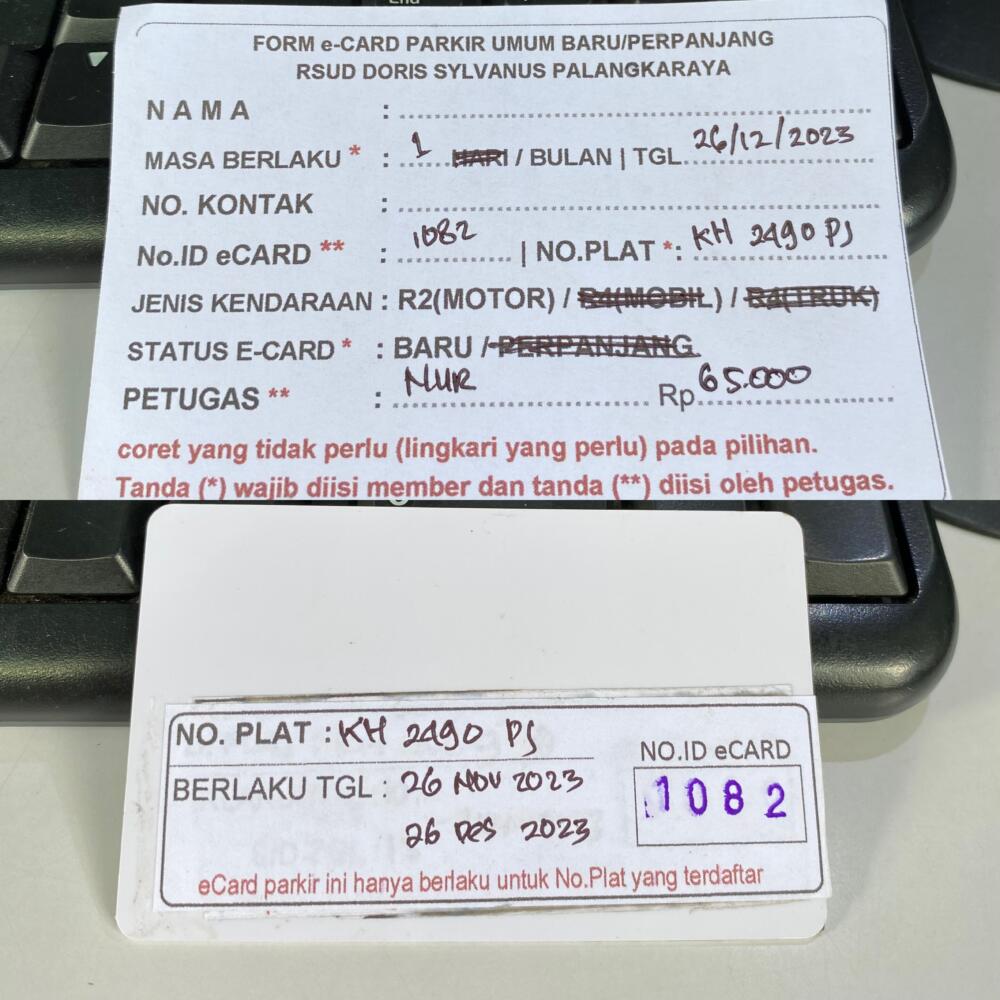 End
FORM e-CARD PARKIR UMUM BARU/PERPANJANG
RSUD DORIS SYLVANUS PALANGKARAYA
NAMA :
MASA BERLAKU * : 1 HARI / BULAN | TGL 26/12/2023
NO. KONTAK :
No.ID eCARD ** : 1082 | NO.PLAT *: KH 2490 PJ
JENIS KENDARAAN : R2(MOTOR) / R4(MOBIL) / R4(TRUK)
STATUS E-CARD * : BARU / PERPANJANG
PETUGAS ** : NUR Rp 65.000
coret yang tidak perlu (lingkari yang perlu) pada pilihan.
Tanda (*) wajib diisi member dan tanda (**) diisi oleh petugas.
NO. PLAT : KH 2490 PJ
BERLAKU TGL : 26 NOV 2023
26 DES 2023
NO.ID eCARD
1082
eCard parkir ini hanya berlaku untuk No.Plat yang terdaftar